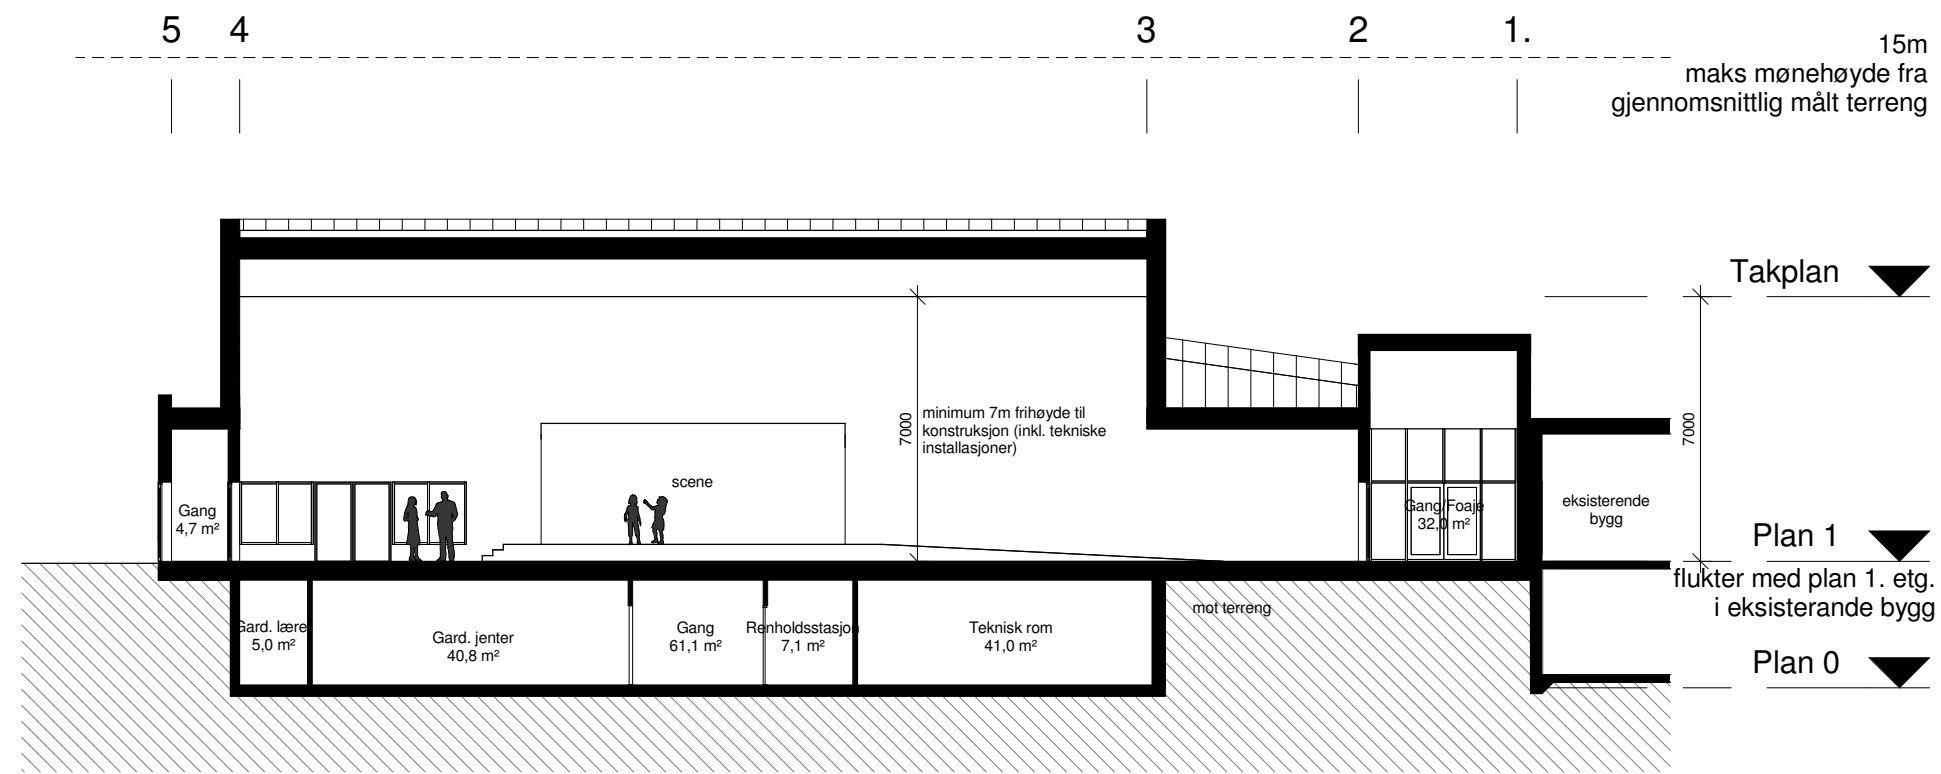 5 4 3 2 1.
15m
maks mønehøyde fra
gjennomsnittlig målt terreng
Takplan
7000
minimum 7m frihøyde til
konstruksjon (inkl. tekniske
installasjoner)
7000
scene
Gang
4,7 m²
Gang/Foajé
32,0 m²
eksisterende
bygg
Plan 1
flukter med plan 1. etg.
i eksisterande bygg
mot terreng
Gard. lærer
5,0 m²
Gard. jenter
40,8 m²
Gang
61,1 m²
Renholdsstasjon
7,1 m²
Teknisk rom
41,0 m²
Plan 0